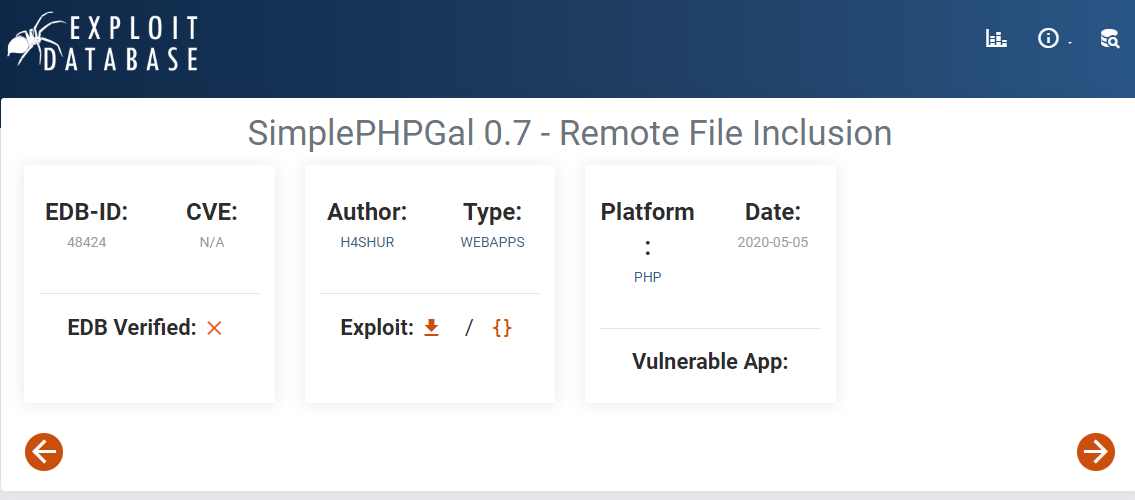 EXPLOIT
DATABASE
SimplePHPGal 0.7 - Remote File Inclusion
EDB-ID:
48424
CVE:
N/A
EDB Verified:
Author:
H4SHUR
Type:
WEBAPPS
Exploit: / {}
Platform
:
PHP
Date:
2020-05-05
Vulnerable App: